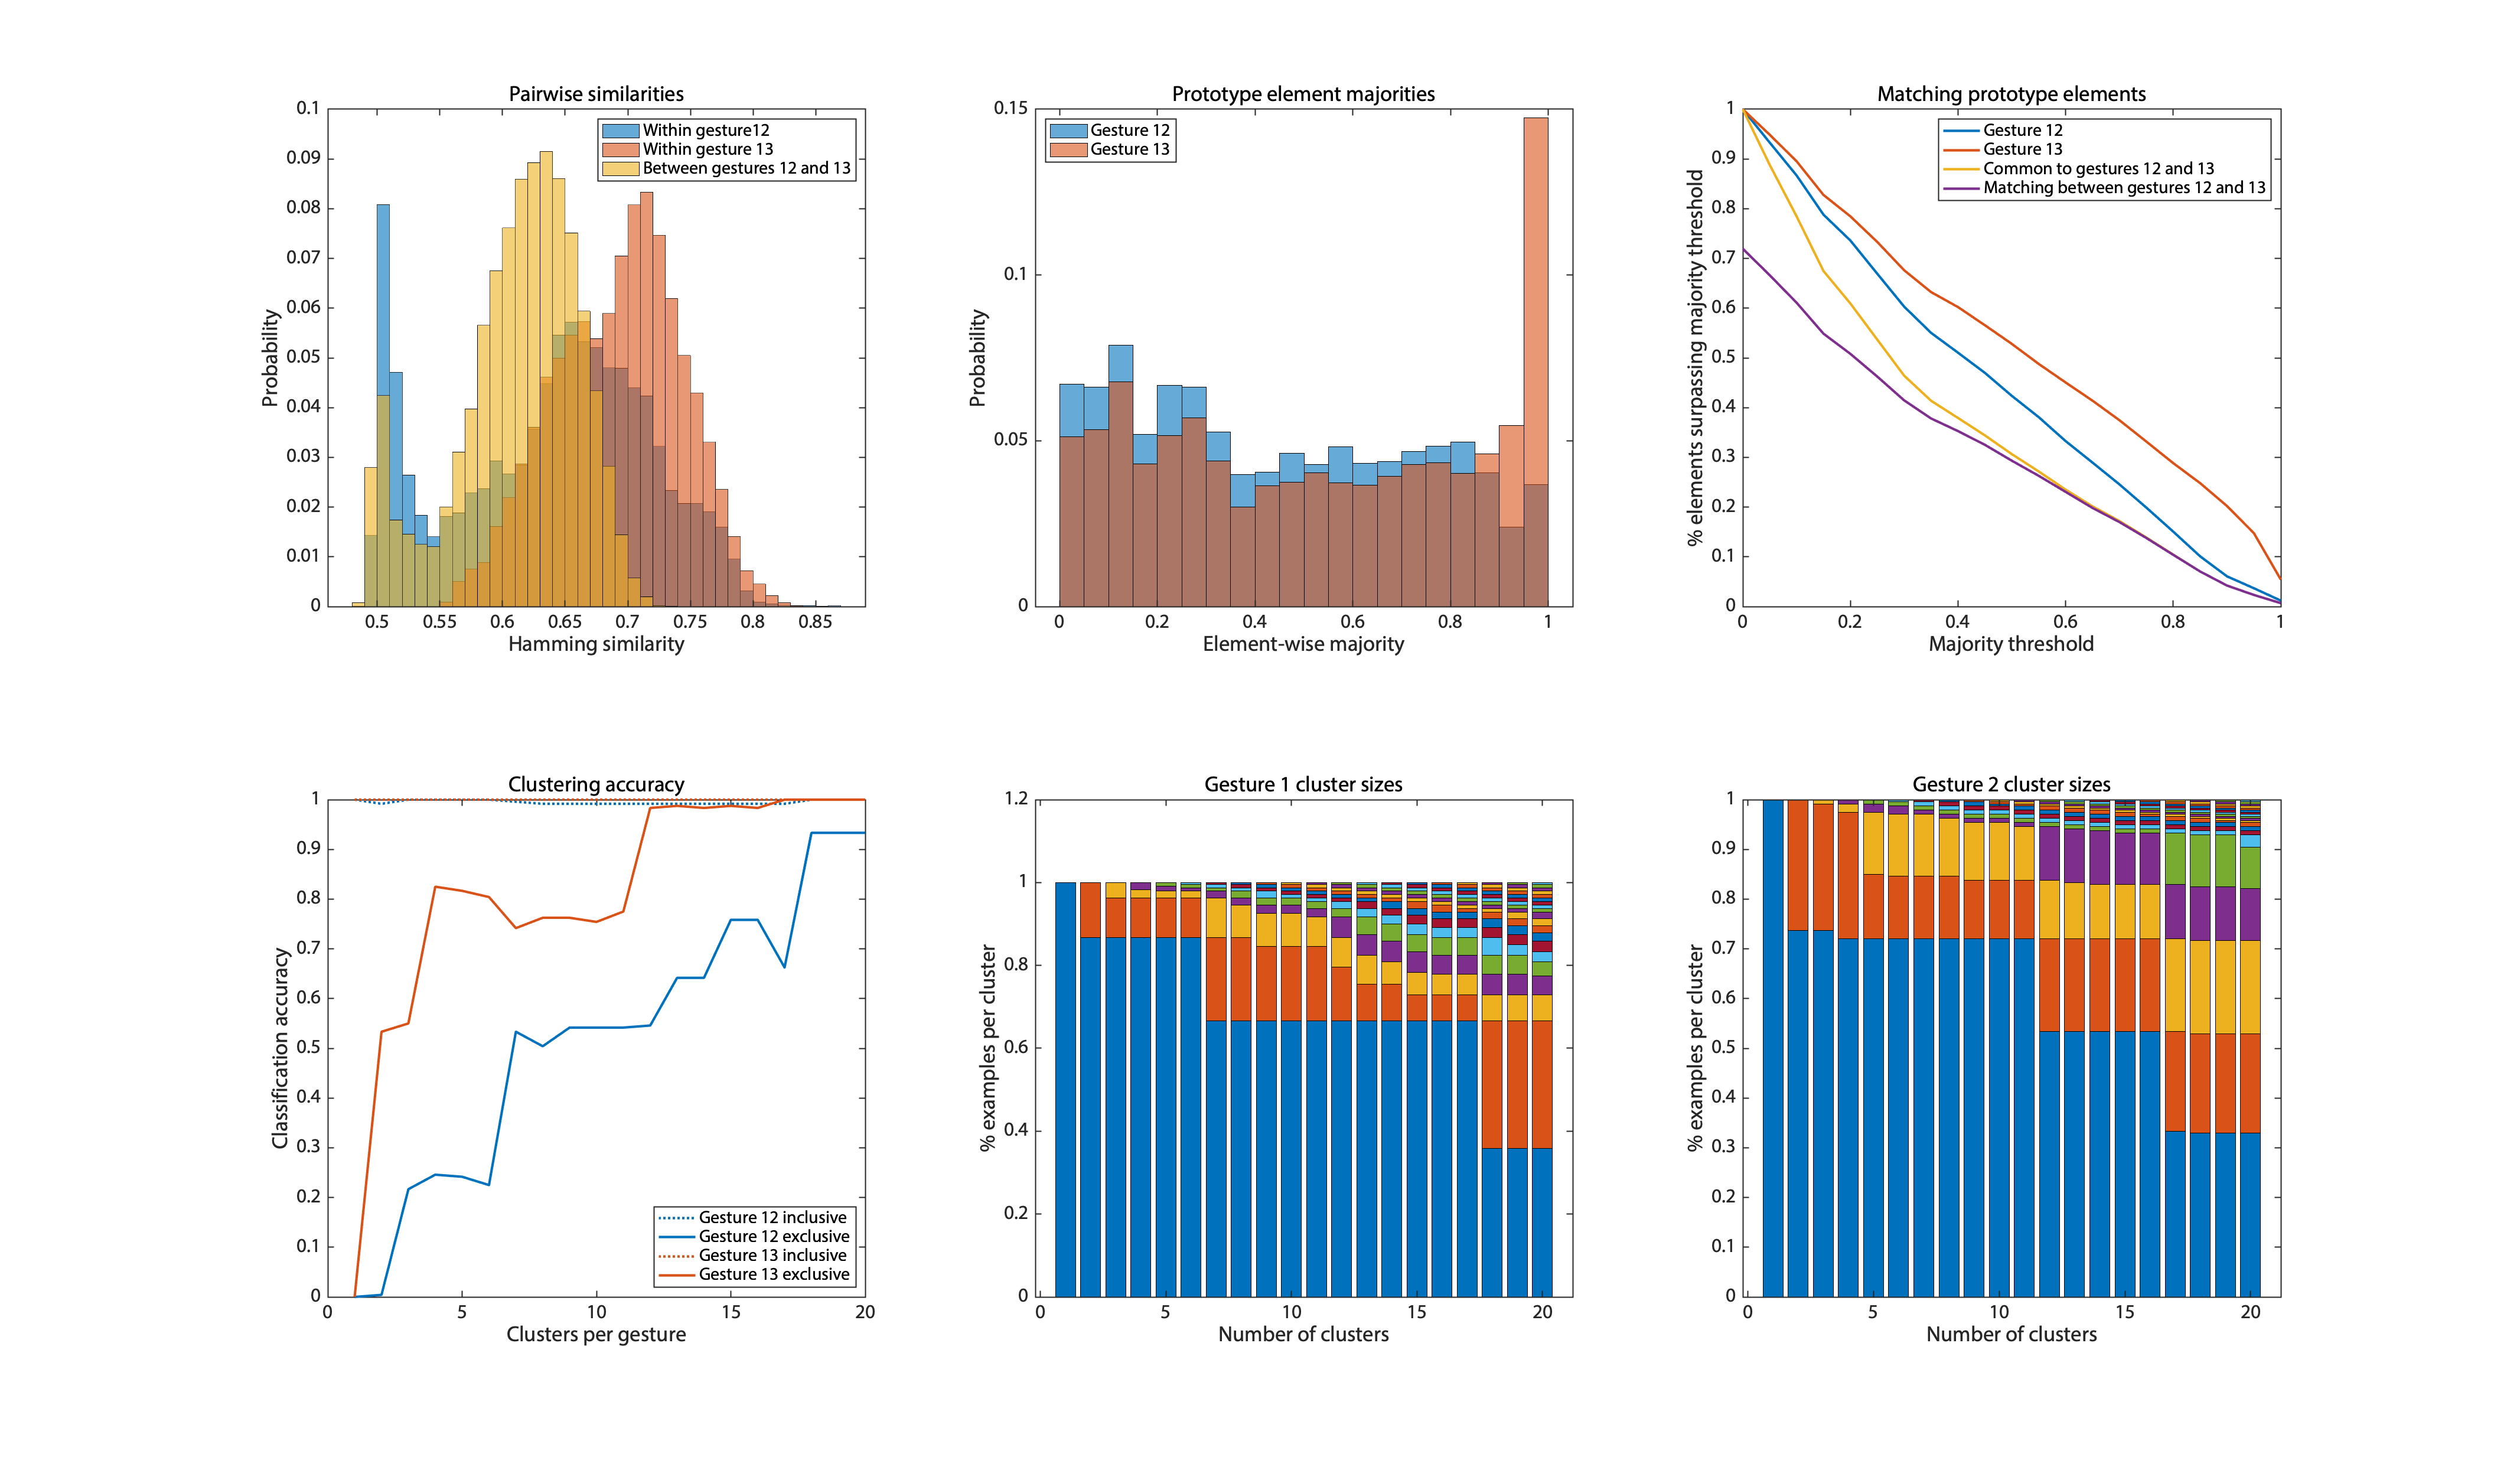 Pairwise similarities
0.1
0.09
0.08
0.07
0.06
0.05
0.04
0.03
0.02
0.01
0
Probability
Within gesture12
Within gesture 13
Between gestures 12 and 13
0.5 0.55 0.6 0.65 0.7 0.75 0.8 0.85
Hamming similarity
Prototype element majorities
0.15
0.1
0.05
0
Probability
Gesture 12
Gesture 13
0 0.2 0.4 0.6 0.8 1
Element-wise majority
Matching prototype elements
1
0.9
0.8
0.7
0.6
0.5
0.4
0.3
0.2
0.1
0
% elements surpassing majority threshold
Gesture 12
Gesture 13
Common to gestures 12 and 13
Matching between gestures 12 and 13
0 0.2 0.4 0.6 0.8 1
Majority threshold
Clustering accuracy
1
0.9
0.8
0.7
0.6
0.5
0.4
0.3
0.2
0.1
0
Classification accuracy
Gesture 12 inclusive
Gesture 12 exclusive
Gesture 13 inclusive
Gesture 13 exclusive
0 5 10 15 20
Clusters per gesture
Gesture 1 cluster sizes
1.2
1
0.8
0.6
0.4
0.2
0
% examples per cluster
0 5 10 15 20
Number of clusters
Gesture 2 cluster sizes
1
0.9
0.8
0.7
0.6
0.5
0.4
0.3
0.2
0.1
0
% examples per cluster
0 5 10 15 20
Number of clusters